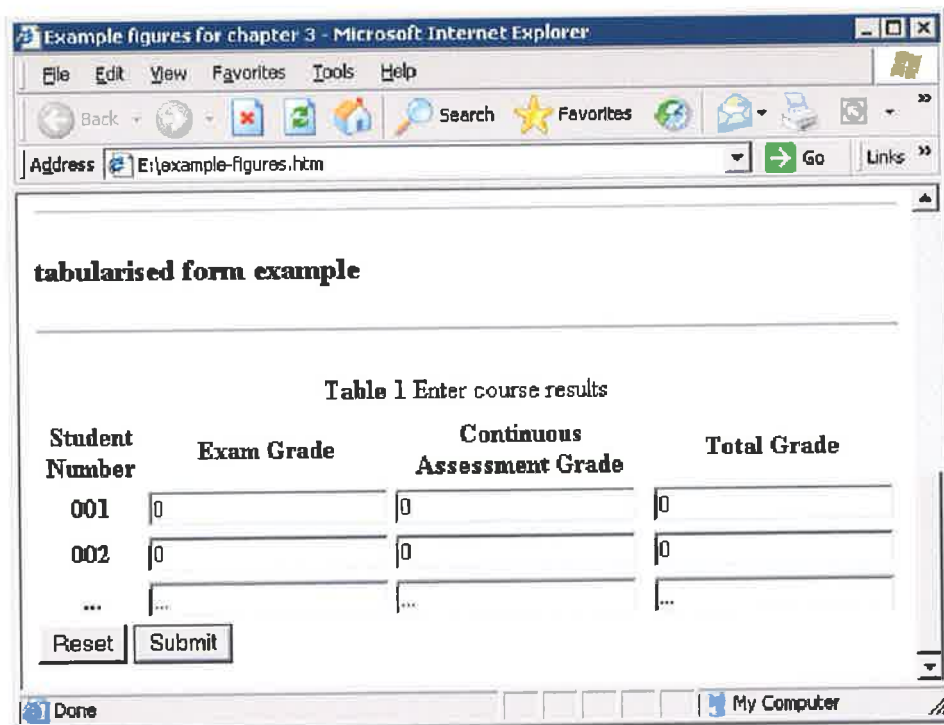 Example figures for chapter 3 - Microsoft Internet Explorer
File Edit View Favorites Tools Help
Back Search Favorites »
Address E:\example-figures.htm Go Links »
tabularised form example
Table 1 Enter course results
Student Number Exam Grade Continuous Assessment Grade Total Grade
001 0 0 0
002 0 0 0
... ... ... ...
Reset Submit
Done My Computer